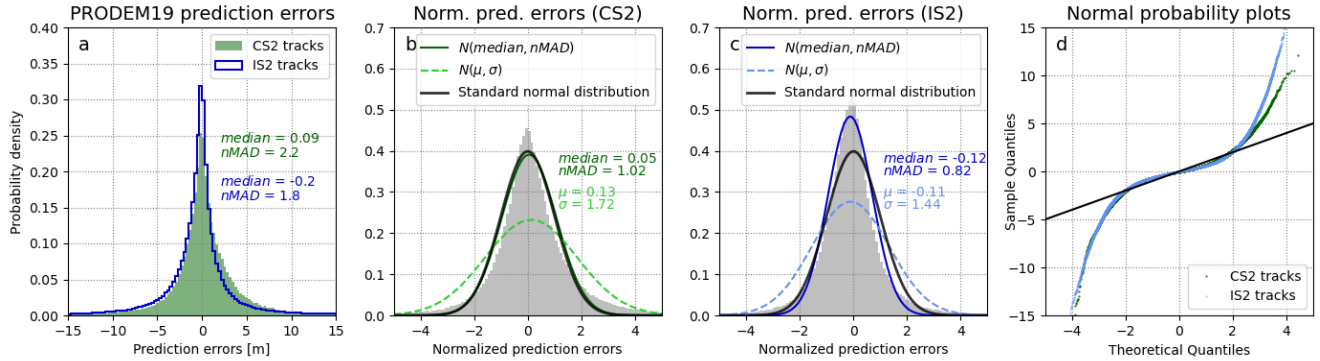 PRODEM19 prediction errors
a
CS2 tracks
IS2 tracks
median = 0.09
nMAD = 2.2
median = -0.2
nMAD = 1.8
0.40
0.35
0.30
0.25
0.20
0.15
0.10
0.05
0.00
Probability density
-15
-10
-5
0
5
10
15
Prediction errors [m]
Norm. pred. errors (CS2)
b
N(median, nMAD)
N(μ, σ)
Standard normal distribution
median = 0.05
nMAD = 1.02
μ = 0.13
σ = 1.72
0.7
0.6
0.5
0.4
0.3
0.2
0.1
0.0
−4
−2
0
2
4
Normalized prediction errors
Norm. pred. errors (IS2)
c
N(median, nMAD)
N(μ, σ)
Standard normal distribution
median = -0.12
nMAD = 0.82
μ = -0.11
σ = 1.44
0.7
0.6
0.5
0.4
0.3
0.2
0.1
0.0
−4
−2
0
2
4
Normalized prediction errors
Normal probability plots
d
15
10
5
0
−5
−10
−15
Sample Quantiles
CS2 tracks
IS2 tracks
−4
−2
0
2
4
Theoretical Quantiles